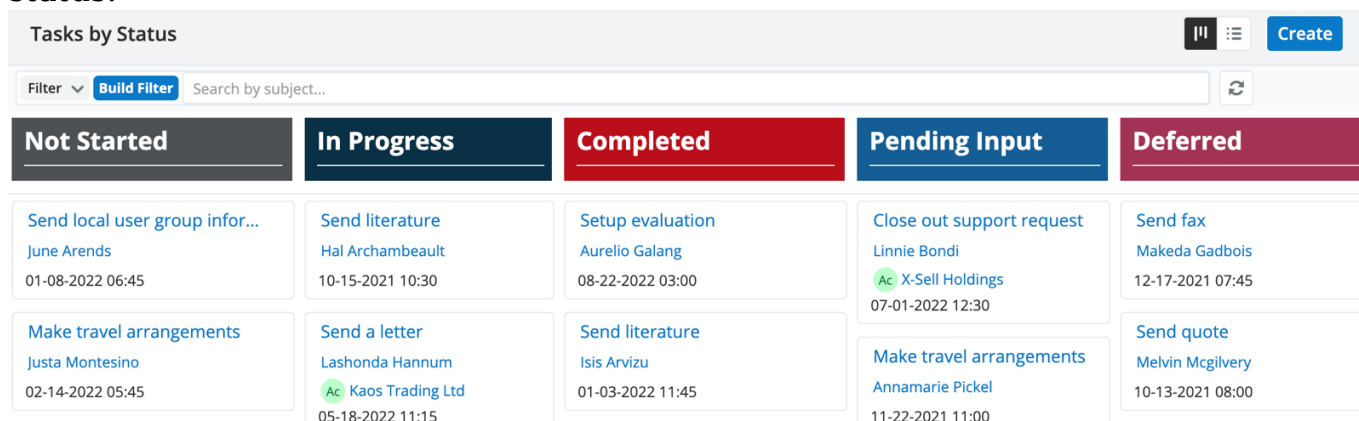 Tasks by Status
Create
Filter
Build Filter
Search by subject...
Not Started
In Progress
Completed
Pending Input
Deferred
Send local user group infor...
June Arends
01-08-2022 06:45
Make travel arrangements
Justa Montesino
02-14-2022 05:45
Send literature
Hal Archambeault
10-15-2021 10:30
Send a letter
Lashonda Hannum
Ac Kaos Trading Ltd
05-18-2022 11:15
Setup evaluation
Aurelio Galang
08-22-2022 03:00
Send literature
Isis Arvizu
01-03-2022 11:45
Close out support request
Linnie Bondi
Ac X-Sell Holdings
07-01-2022 12:30
Make travel arrangements
Annamarie Pickel
11-22-2021 11:00
Send fax
Makeda Gadbois
12-17-2021 07:45
Send quote
Melvin Mcgilvery
10-13-2021 08:00